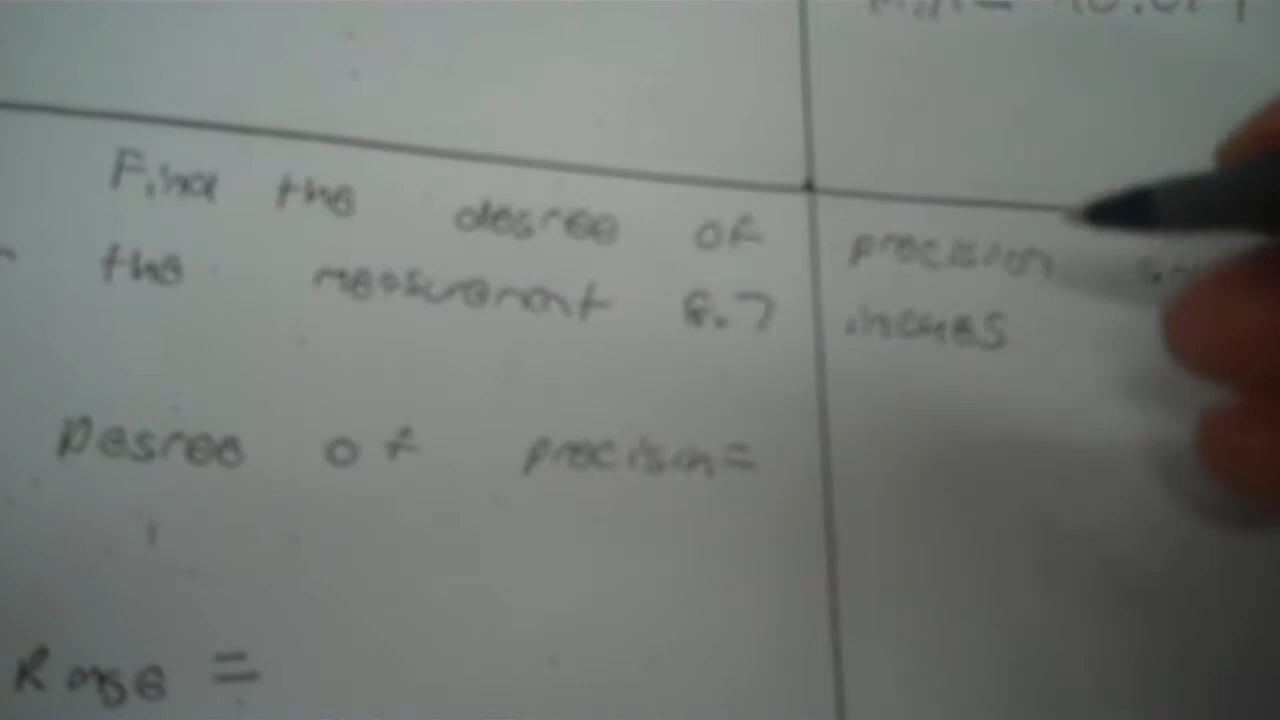 Find the degree of precision
the measurement 6.7 inches
Degree of precision=
Range =